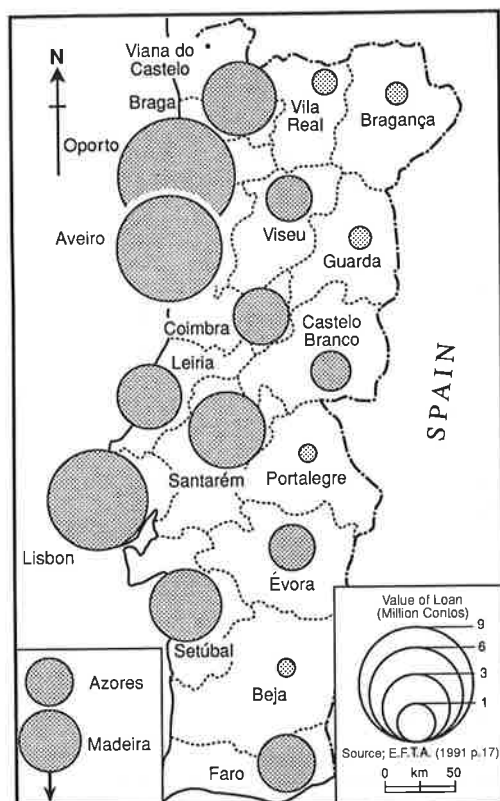 Viana do
Castelo
N
Braga
Vila
Real
Bragança
Oporto
Aveiro
Viseu
Guarda
Coimbra
Castelo
Branco
Leiria
SPAIN
Santarém
Portalegre
Lisbon
Évora
Setúbal
Beja
Faro
Azores
Madeira
Value of Loan
(Million Contos)
9
6
3
1
Source; E.F.T.A. (1991 p.17)
0 km 50